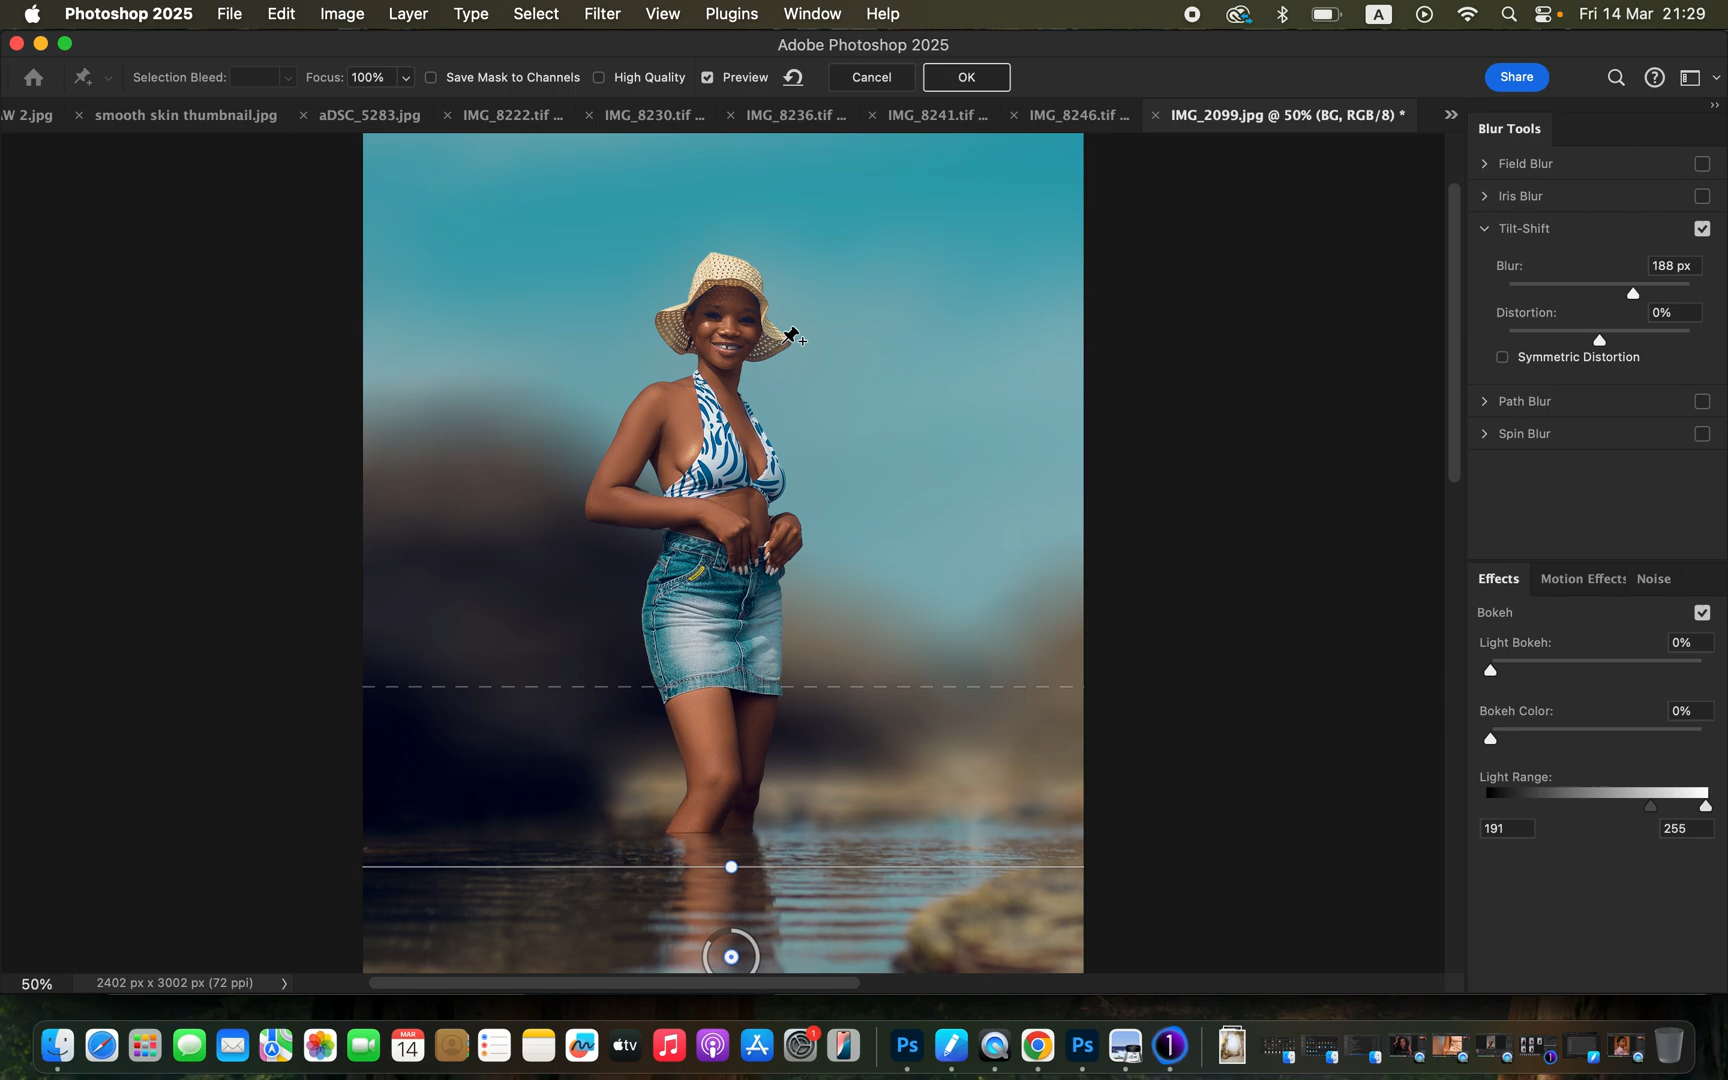 Photoshop 2025 File Edit Image Layer Type Select Filter View Plugins Window Help A Fri 14 Mar 21:29
Adobe Photoshop 2025
Selection Bleed: Focus: 100% Save Mask to Channels High Quality Preview Cancel OK Share
W 2.jpg × smooth skin thumbnail.jpg × aDSC_5283.jpg × IMG_8222.tif ... × IMG_8230.tif ... × IMG_8236.tif ... × IMG_8241.tif ... × IMG_8246.tif ... × IMG_2099.jpg @ 50% (BG, RGB/8) *
Blur Tools
Field Blur
Iris Blur
Tilt-Shift
Blur: 188 px
Distortion: 0%
Symmetric Distortion
Path Blur
Spin Blur
Effects Motion Effects Noise
Bokeh
Light Bokeh: 0%
Bokeh Color: 0%
Light Range:
191 255
50% 2402 px x 3002 px (72 ppi)
MAR
14
tv
1
Ps
Ps
1